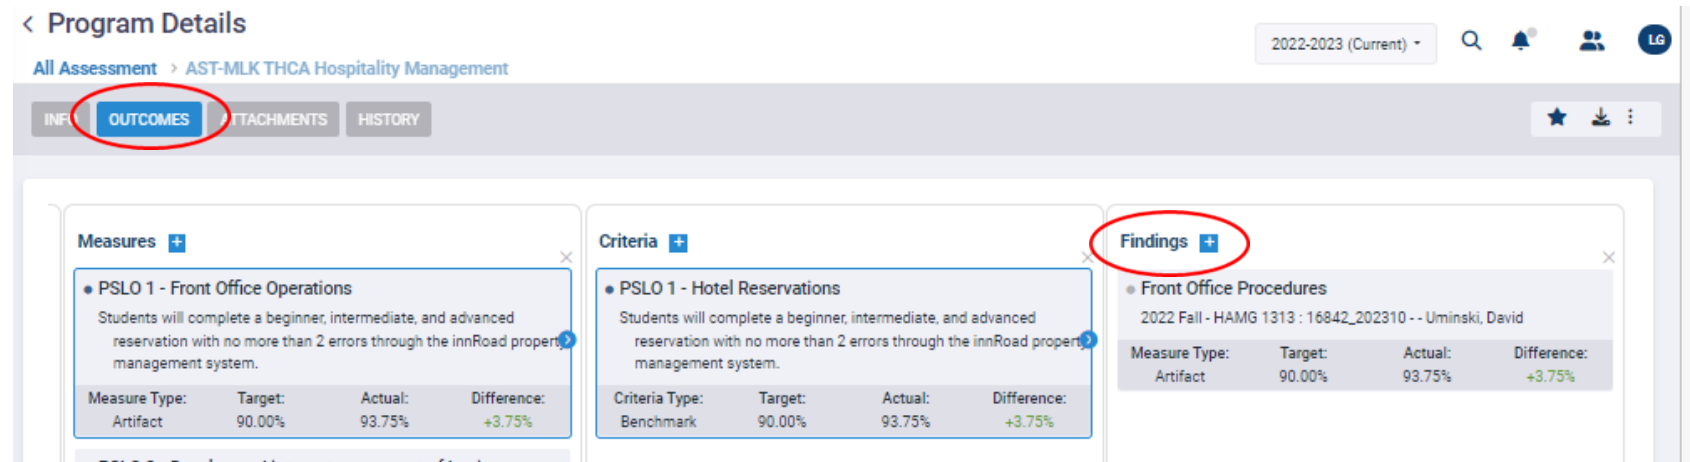 Program Details
2022-2023 (Current)
LG
All Assessment > AST-MLK THCA Hospitality Management
INFO OUTCOMES ATTACHMENTS HISTORY
Measures +
PSLO 1 - Front Office Operations
Students will complete a beginner, intermediate, and advanced
reservation with no more than 2 errors through the innRoad property
management system.
Measure Type: Target: Actual: Difference:
Artifact 90.00% 93.75% +3.75%
Criteria +
PSLO 1 - Hotel Reservations
Students will complete a beginner, intermediate, and advanced
reservation with no more than 2 errors through the innRoad property
management system.
Criteria Type: Target: Actual: Difference:
Benchmark 90.00% 93.75% +3.75%
Findings +
Front Office Procedures
2022 Fall - HAMG 1313 : 16842_202310 - - Uminski, David
Measure Type: Target: Actual: Difference:
Artifact 90.00% 93.75% +3.75%